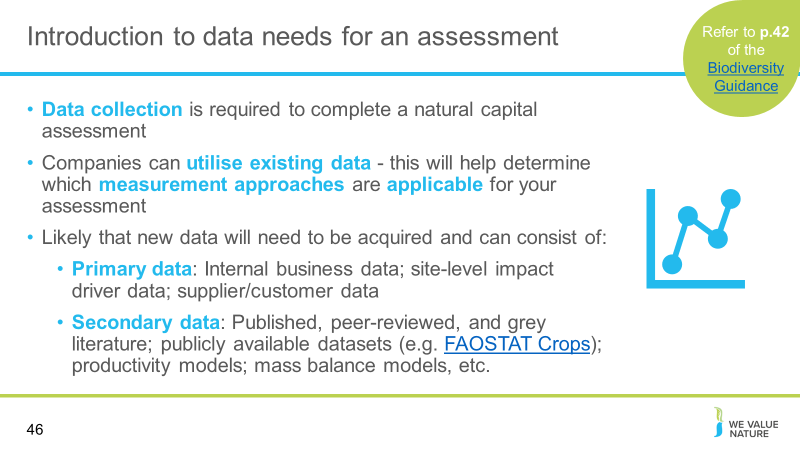 Introduction to data needs for an assessment
Refer to p.42
of the
Biodiversity
Guidance
• Data collection is required to complete a natural capital
assessment
• Companies can utilise existing data - this will help determine
which measurement approaches are applicable for your
assessment
• Likely that new data will need to be acquired and can consist of:
• Primary data: Internal business data; site-level impact
driver data; supplier/customer data
• Secondary data: Published, peer-reviewed, and grey
literature; publicly available datasets (e.g. FAOSTAT Crops);
productivity models; mass balance models, etc.
46
WE VALUE
NATURE